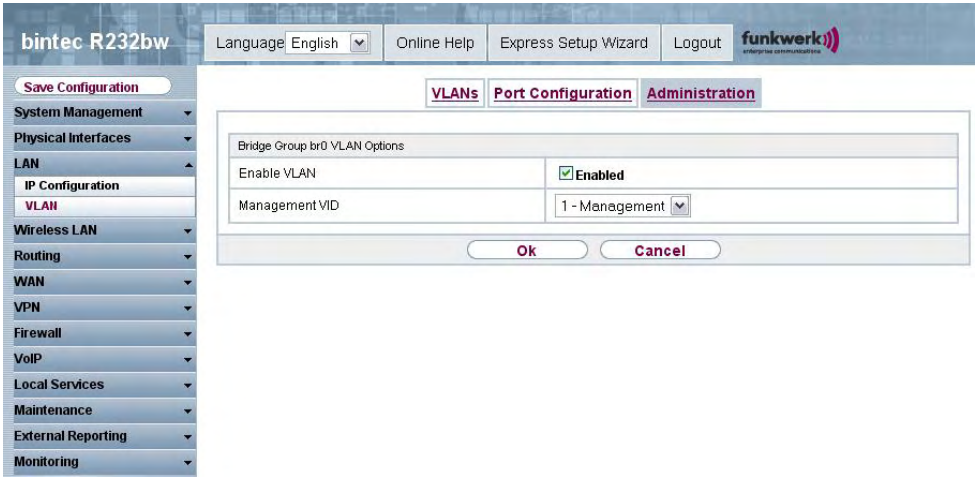 bintec R232bw
Language English Online Help Express Setup Wizard Logout funkwerk
enterprise communications
Save Configuration
System Management
Physical Interfaces
LAN
IP Configuration
VLAN
Wireless LAN
Routing
WAN
VPN
Firewall
VoIP
Local Services
Maintenance
External Reporting
Monitoring
VLANs Port Configuration Administration
Bridge Group br0 VLAN Options
Enable VLAN Enabled
Management VID 1 - Management
Ok Cancel